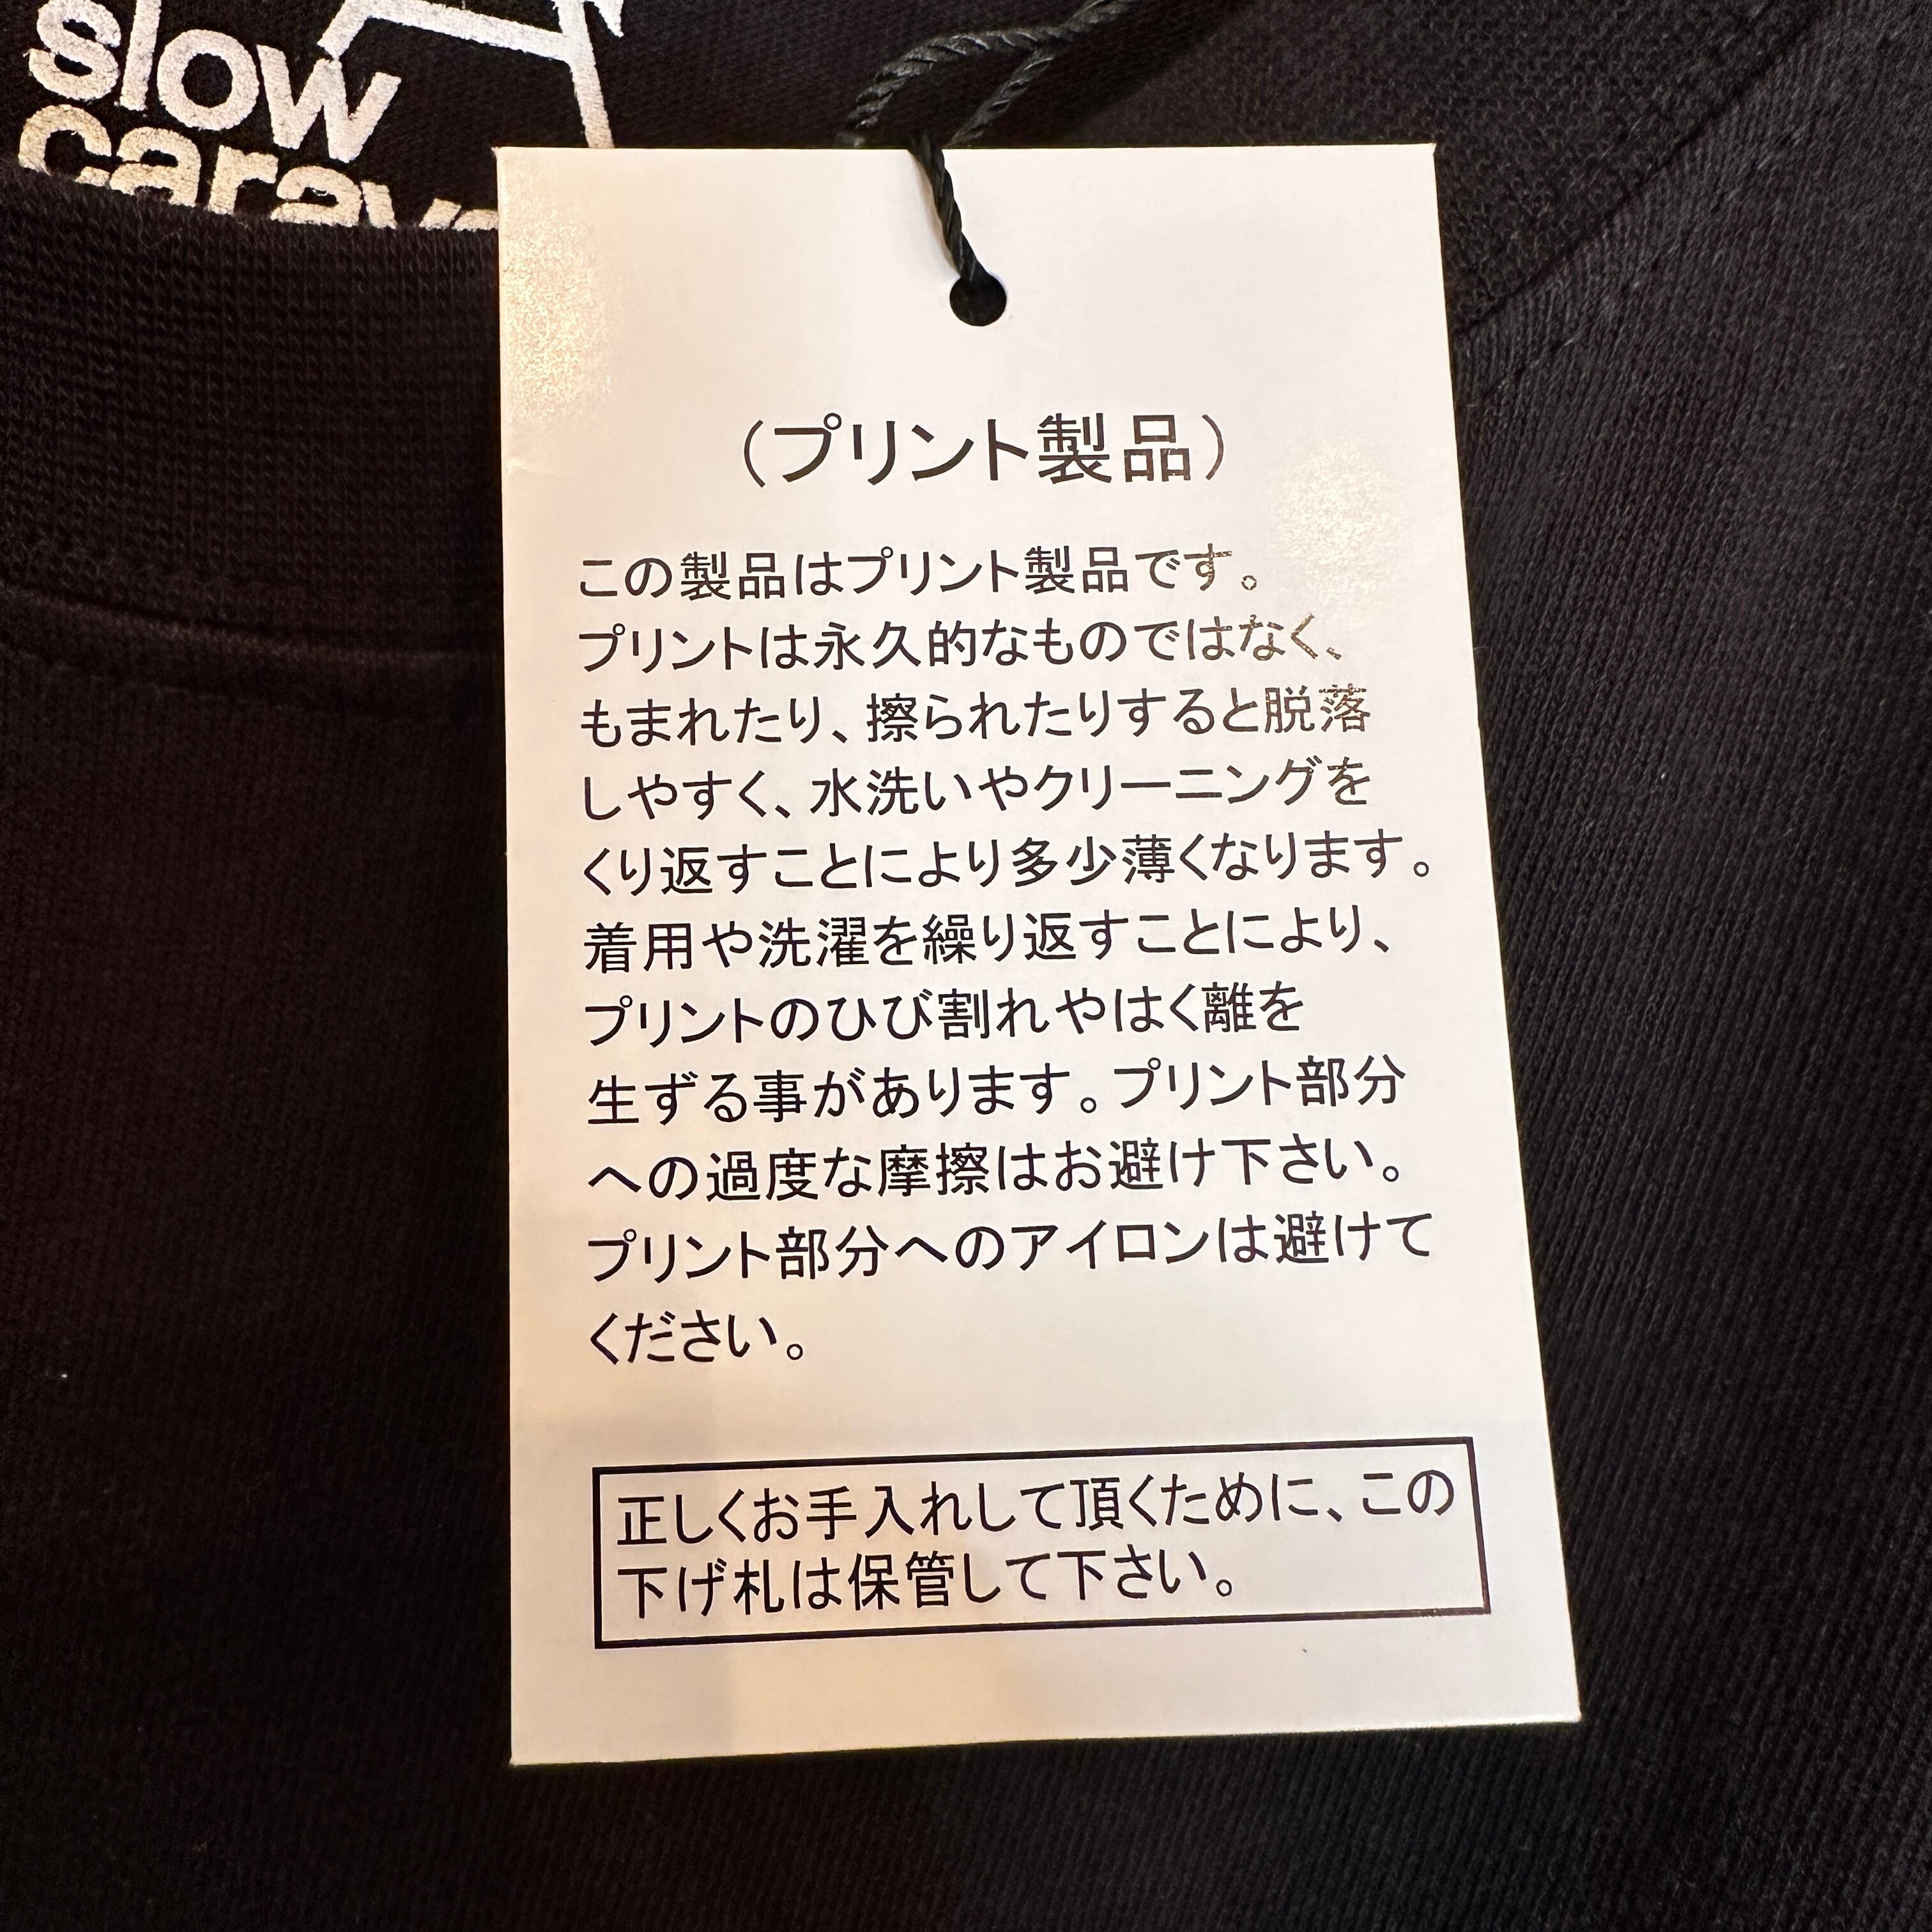 slow
（プリント製品）
この製品はプリント製品です。
プリントは永久的なものではなく、
もまれたり、擦られたりすると脱落
しやすく、水洗いやクリーニングを
くり返すことにより多少薄くなります。
着用や洗濯を繰り返すことにより、
プリントのひび割れやはく離を
生ずる事があります。プリント部分
への過度な摩擦はお避け下さい。
プリント部分へのアイロンは避けて
ください。
正しくお手入れして頂くために、この
下げ札は保管して下さい。